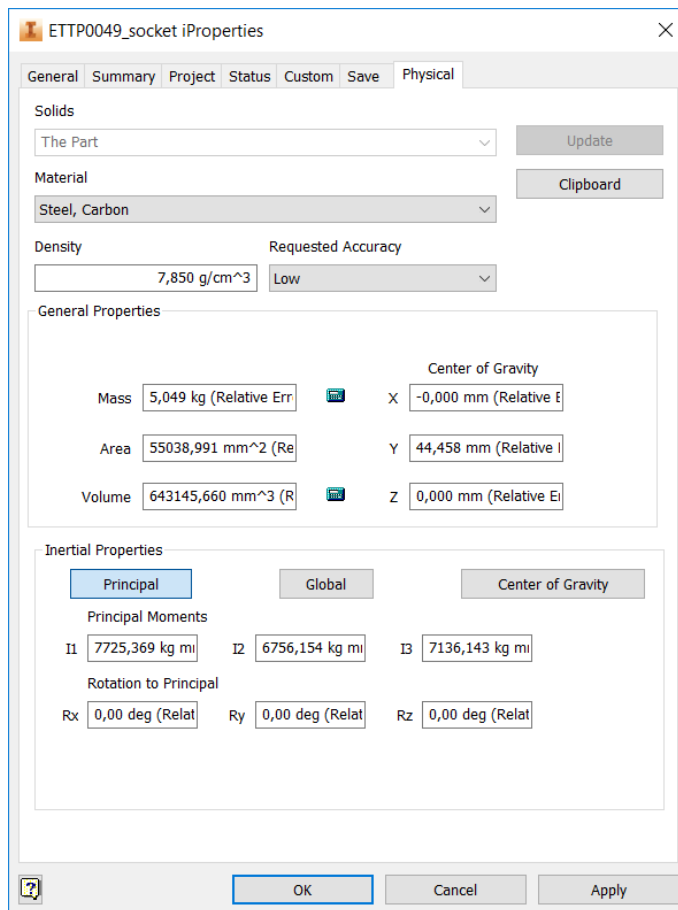 ETTP0049_socket iProperties
General Summary Project Status Custom Save Physical
Solids
The Part
Update
Material
Clipboard
Steel, Carbon
Density Requested Accuracy
7,850 g/cm^3 Low
General Properties
Center of Gravity
Mass 5,049 kg (Relative Err X -0,000 mm (Relative E
Area 55038,991 mm^2 (Re Y 44,458 mm (Relative
Volume 643145,660 mm^3 (R Z 0,000 mm (Relative Er
Inertial Properties
Principal Global Center of Gravity
Principal Moments
I1 7725,369 kg m I2 6756,154 kg m I3 7136,143 kg m
Rotation to Principal
Rx 0,00 deg (Relat Ry 0,00 deg (Relat Rz 0,00 deg (Relat
OK Cancel Apply